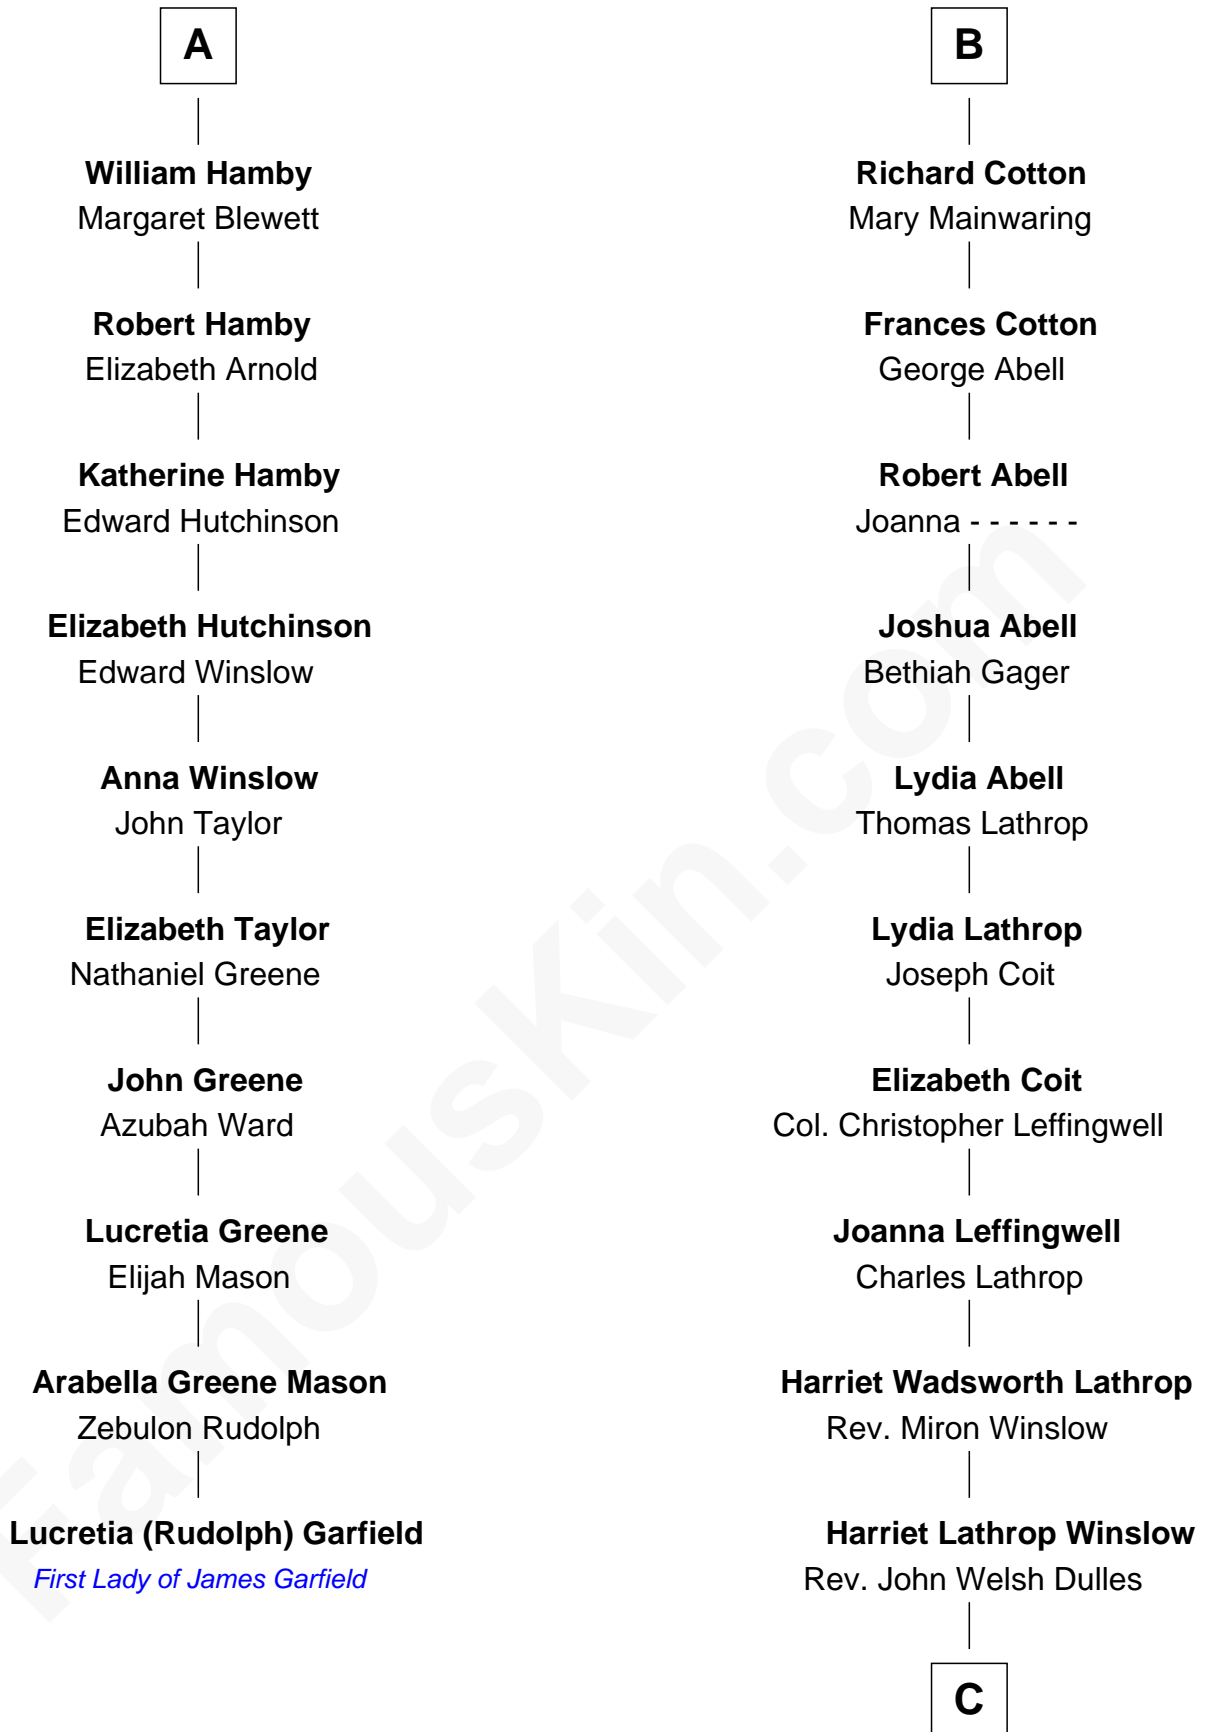 A
William Hamby
Margaret Blewett
Robert Hamby
Elizabeth Arnold
Katherine Hamby
Edward Hutchinson
Elizabeth Hutchinson
Edward Winslow
Anna Winslow
John Taylor
Elizabeth Taylor
Nathaniel Greene
John Greene
Azubah Ward
Lucretia Greene
Elijah Mason
Arabella Greene Mason
Zebulon Rudolph
Lucretia (Rudolph) Garfield
First Lady of James Garfield
B
Richard Cotton
Mary Mainwaring
Frances Cotton
George Abell
Robert Abell
Joanna - - - - - -
Joshua Abell
Bethiah Gager
Lydia Abell
Thomas Lathrop
Lydia Lathrop
Joseph Coit
Elizabeth Coit
Col. Christopher Leffingwell
Joanna Leffingwell
Charles Lathrop
Harriet Wadsworth Lathrop
Rev. Miron Winslow
Harriet Lathrop Winslow
Rev. John Welsh Dulles
C
FamousKin.com